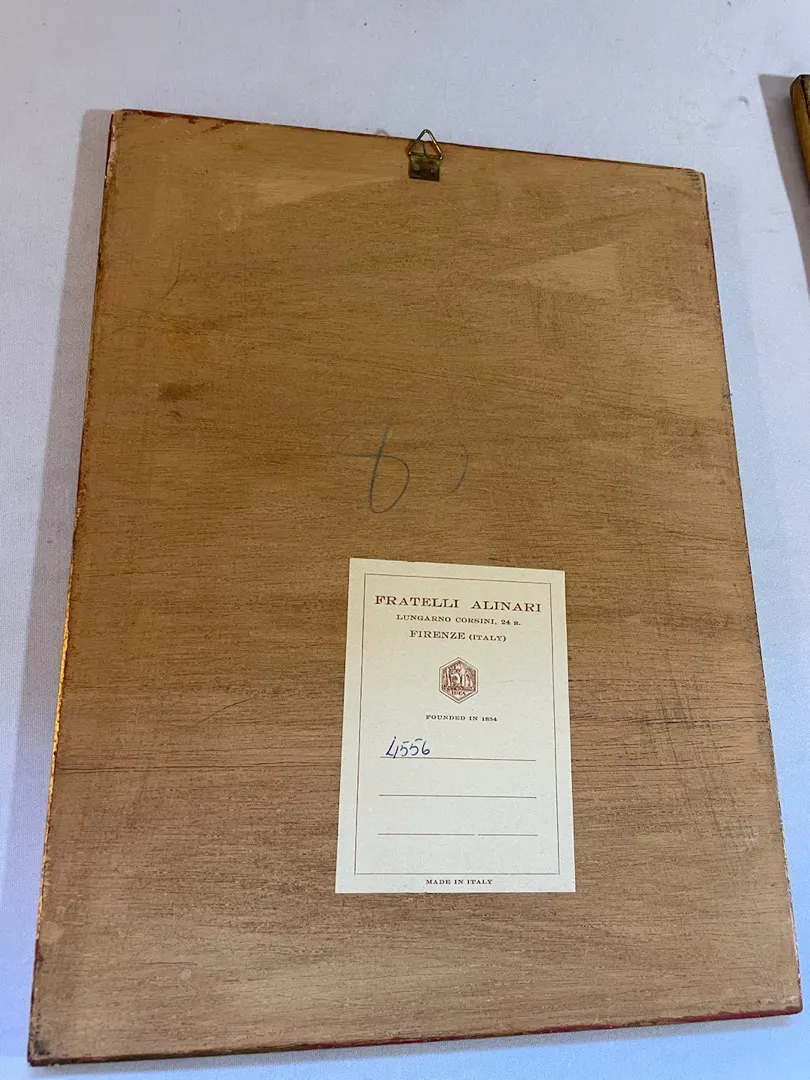 FRATELLI ALINARI
LUNGARNO CORSINI, 24 R.
FIRENZE (ITALY)
FOUNDED IN 1854
4556
MADE IN ITALY